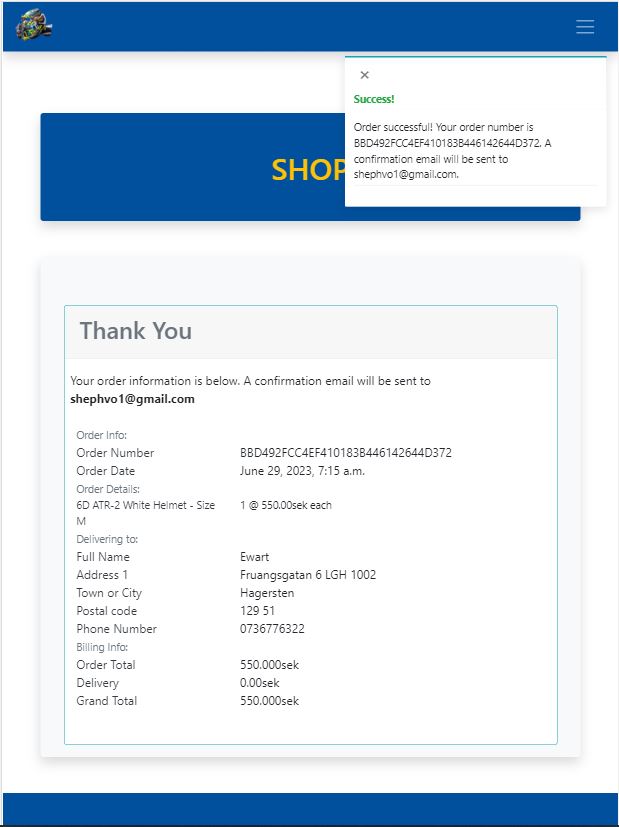 ×
Success!
Order successful! Your order number is
BBD492FCC4EF410183B446142644D372. A
confirmation email will be sent to
shephvo1@gmail.com.
SHOP
Thank You
Your order information is below. A confirmation email will be sent to
shephvo1@gmail.com
Order Info:
Order Number BBD492FCC4EF410183B446142644D372
Order Date June 29, 2023, 7:15 a.m.
Order Details:
6D ATR-2 White Helmet - Size 1 @ 550.00sek each
M
Delivering to:
Full Name Ewart
Address 1 Fruangsgatan 6 LGH 1002
Town or City Hagersten
Postal code 129 51
Phone Number 0736776322
Billing Info:
Order Total 550.000sek
Delivery 0.00sek
Grand Total 550.000sek